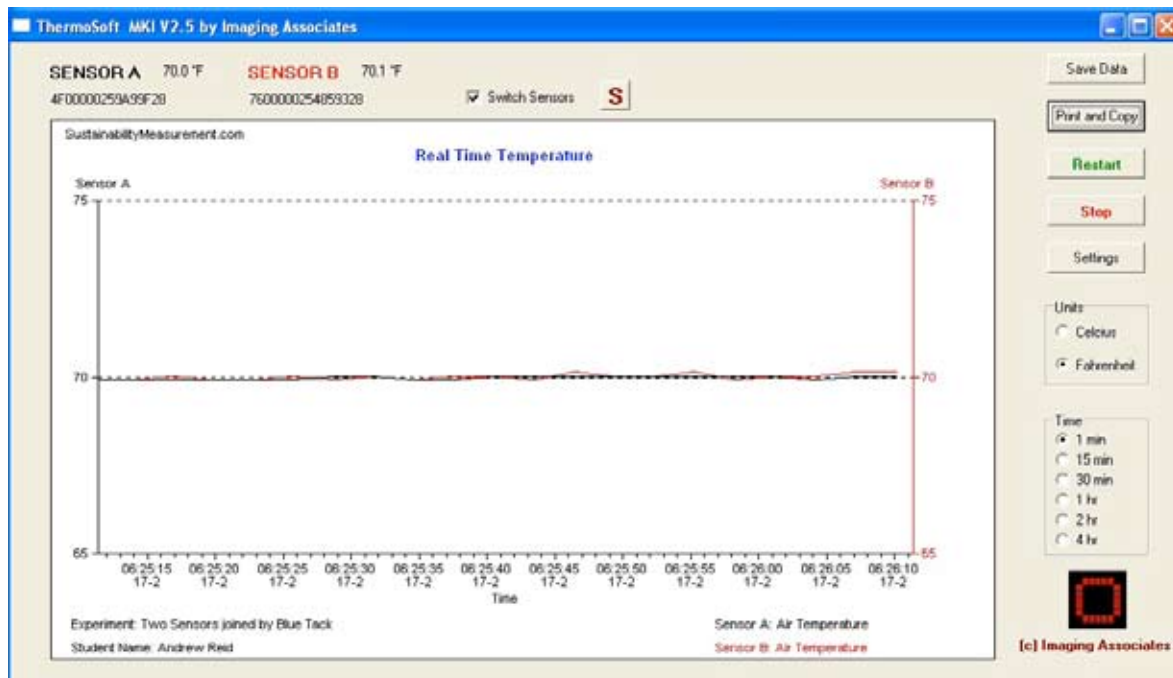 ThermoSoft MKI V2.5 by Imaging Associates
SENSOR A 70.0 °F SENSOR B 70.1 °F
4F00000259A99F28 7600000254859328 Switch Sensors S
SustainabilityMeasurement.com
Real Time Temperature
Sensor A Sensor B
75 75
70 70
65 65
06:25:15 06:25:20 06:25:25 06:25:30 06:25:35 06:25:40 06:25:45 06:25:50 06:25:55 06:26:00 06:26:05 06:26:10
17-2 17-2 17-2 17-2 17-2 17-2 17-2 17-2 17-2 17-2 17-2 17-2
Time
Experiment: Two Sensors joined by Blue Tack Sensor A: Air Temperature
Student Name: Andrew Reid Sensor B: Air Temperature
Save Data
Print and Copy
Restart
Stop
Settings
Units
Celcius
Fahrenheit
Time
1 min
15 min
30 min
1 hr
2 hr
4 hr
[c] Imaging Associates